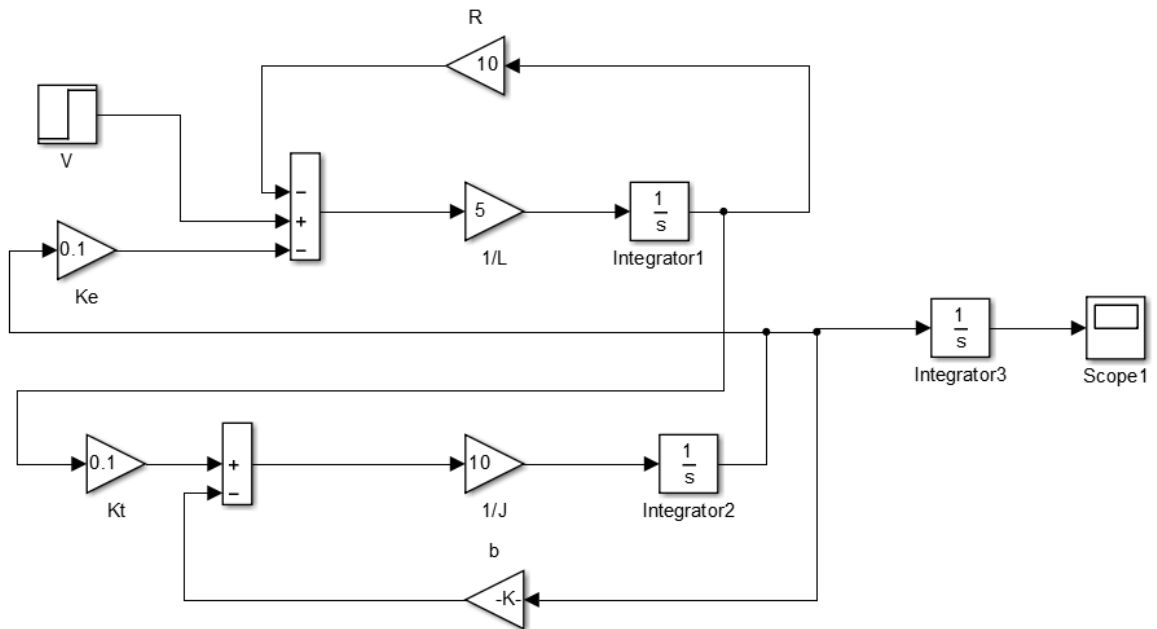 R
10
V
−
+
−
5
1/L
1
s
Integrator1
0.1
Ke
1
s
Integrator3
Scope1
0.1
Kt
+
−
10
1/J
1
s
Integrator2
b
-K-